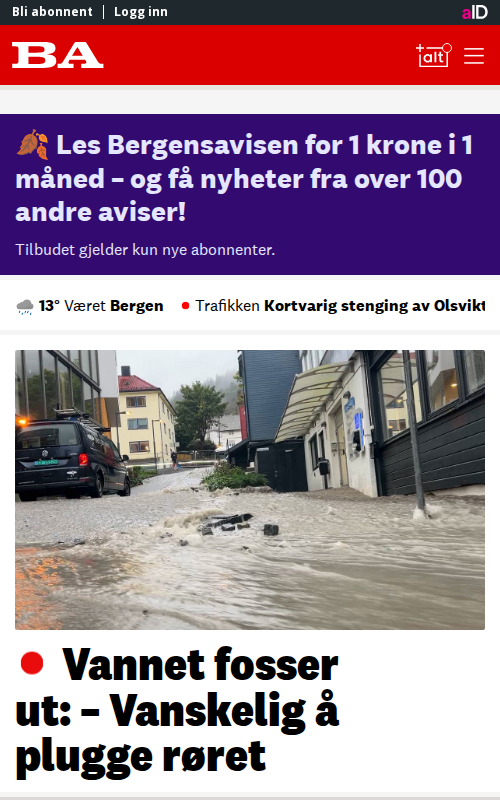 Bli abonnent | Logg inn
aID
BA
+alt
🍂 Les Bergensavisen for 1 krone i 1
måned – og få nyheter fra over 100
andre aviser!
Tilbudet gjelder kun nye abonnenter.
13° Været Bergen
Trafikken Kortvarig stenging av
Vannet fosser
ut: – Vanskelig å
plugge røret